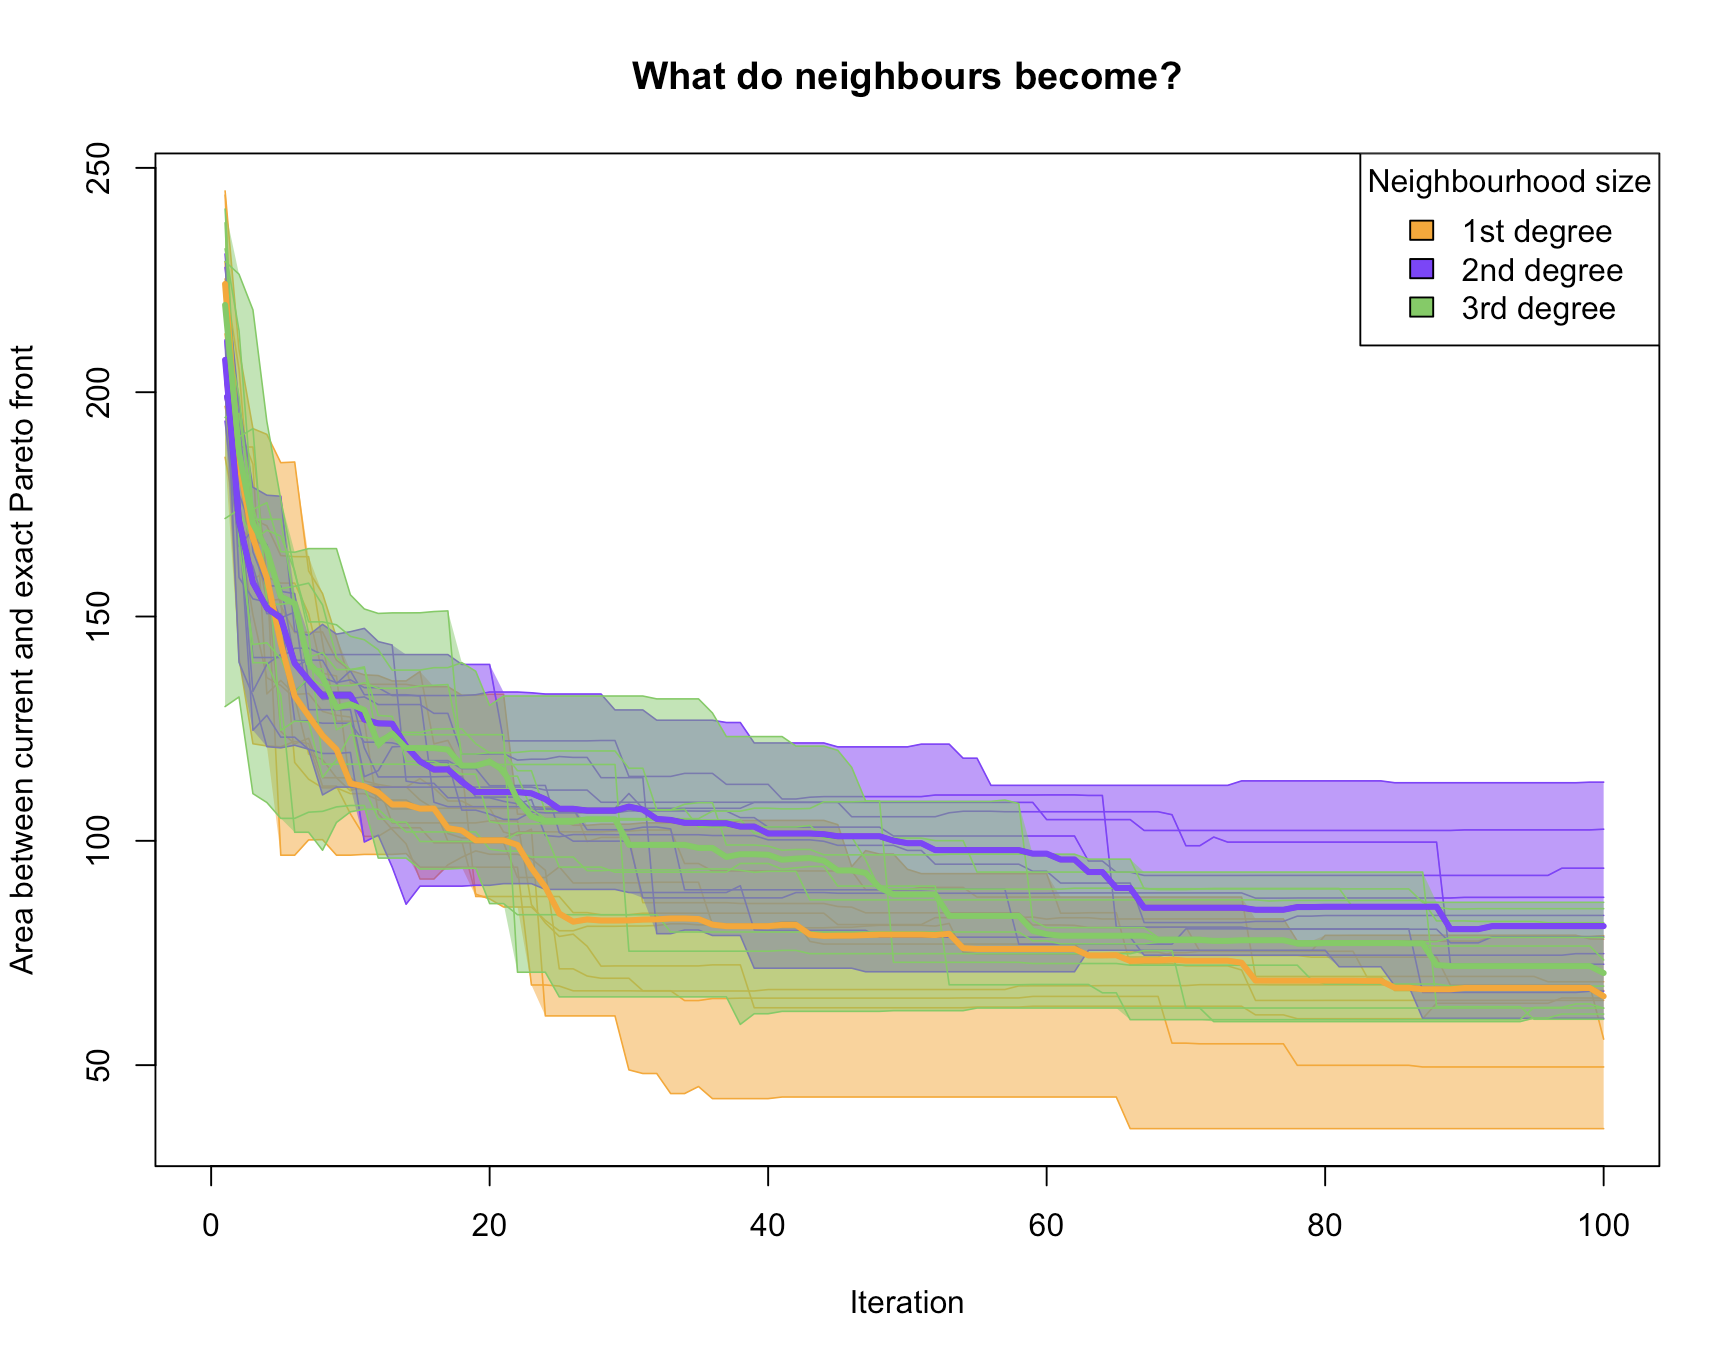 What do neighbours become?
Area between current and exact Pareto front
250
200
150
100
50
Neighbourhood size
1st degree
2nd degree
3rd degree
0 20 40 60 80 100
Iteration